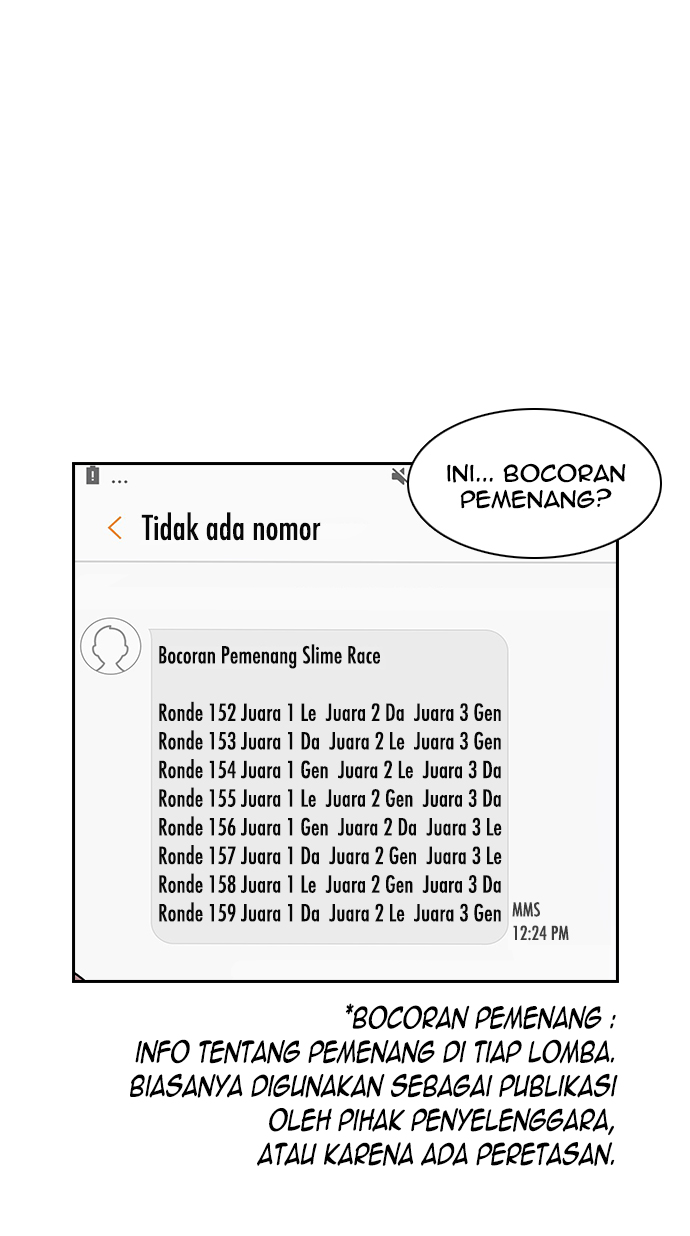 INI... BOCORAN
PEMENANG?
...
Tidak ada nomor
Bocoran Pemenang Slime Race
Ronde 152 Juara 1 Le Juara 2 Da Juara 3 Gen
Ronde 153 Juara 1 Da Juara 2 Le Juara 3 Gen
Ronde 154 Juara 1 Gen Juara 2 Le Juara 3 Da
Ronde 155 Juara 1 Le Juara 2 Gen Juara 3 Da
Ronde 156 Juara 1 Gen Juara 2 Da Juara 3 Le
Ronde 157 Juara 1 Da Juara 2 Gen Juara 3 Le
Ronde 158 Juara 1 Le Juara 2 Gen Juara 3 Da
Ronde 159 Juara 1 Da Juara 2 Le Juara 3 Gen
MMS
12:24 PM
*BOCORAN PEMENANG :
INFO TENTANG PEMENANG DI TIAP LOMBA.
BIASANYA DIGUNAKAN SEBAGAI PUBLIKASI
OLEH PIHAK PENYELENGGARA,
ATAU KARENA ADA PERETASAN.